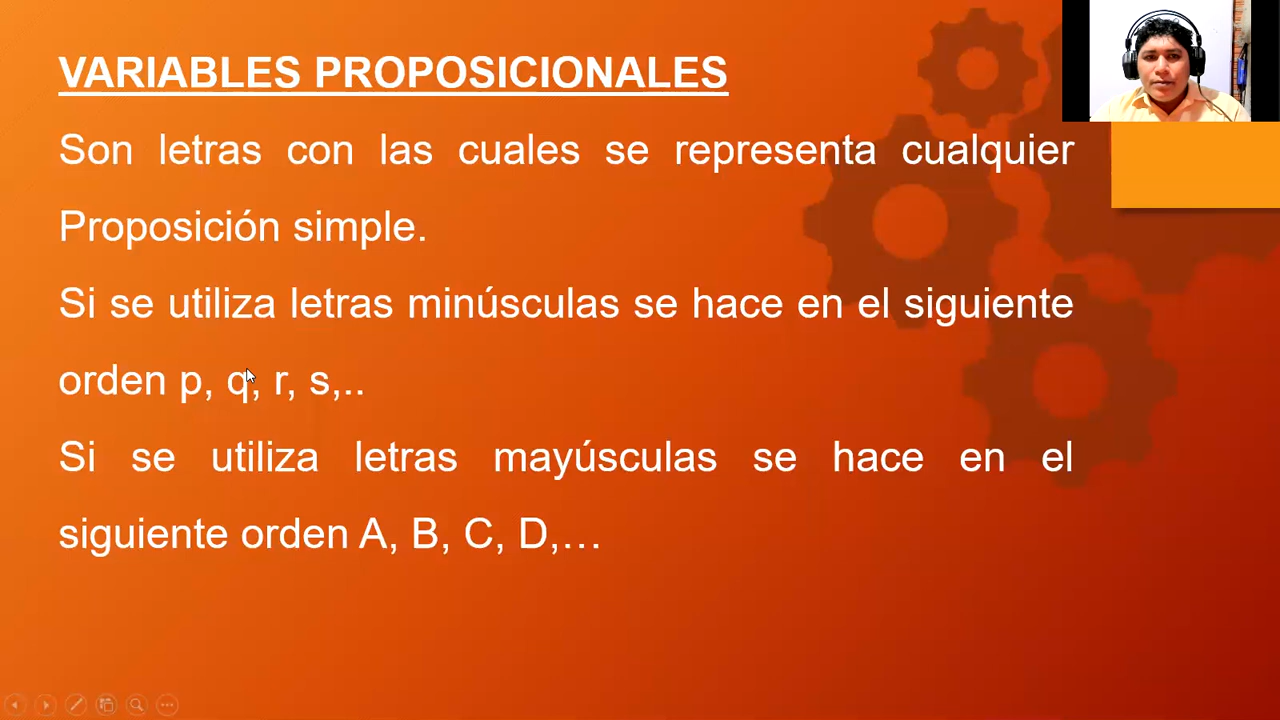 VARIABLES PROPOSICIONALES
Son letras con las cuales se representa cualquier
Proposición simple.
Si se utiliza letras minúsculas se hace en el siguiente
orden p, q, r, s,..
Si se utiliza letras mayúsculas se hace en el
siguiente orden A, B, C, D,…